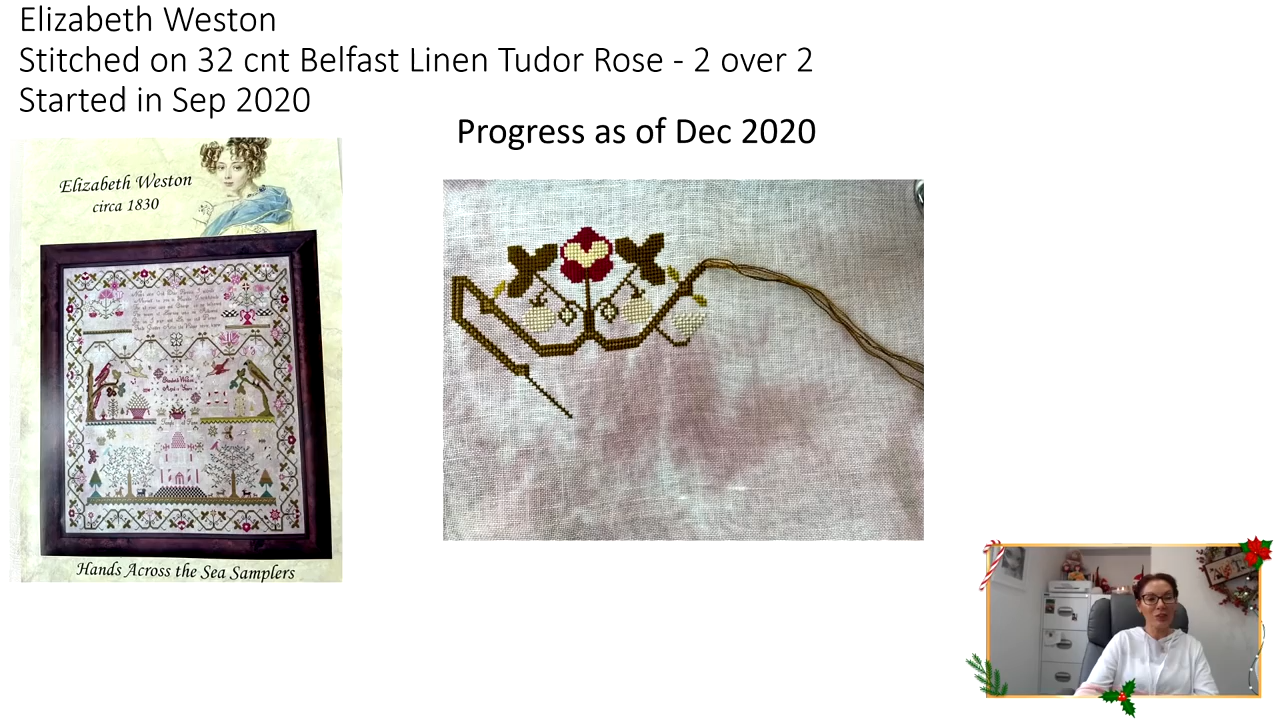 Elizabeth Weston
Stitched on 32 cnt Belfast Linen Tudor Rose - 2 over 2
Started in Sep 2020
Progress as of Dec 2020
Elizabeth Weston
circa 1830
Hands Across the Sea Samplers